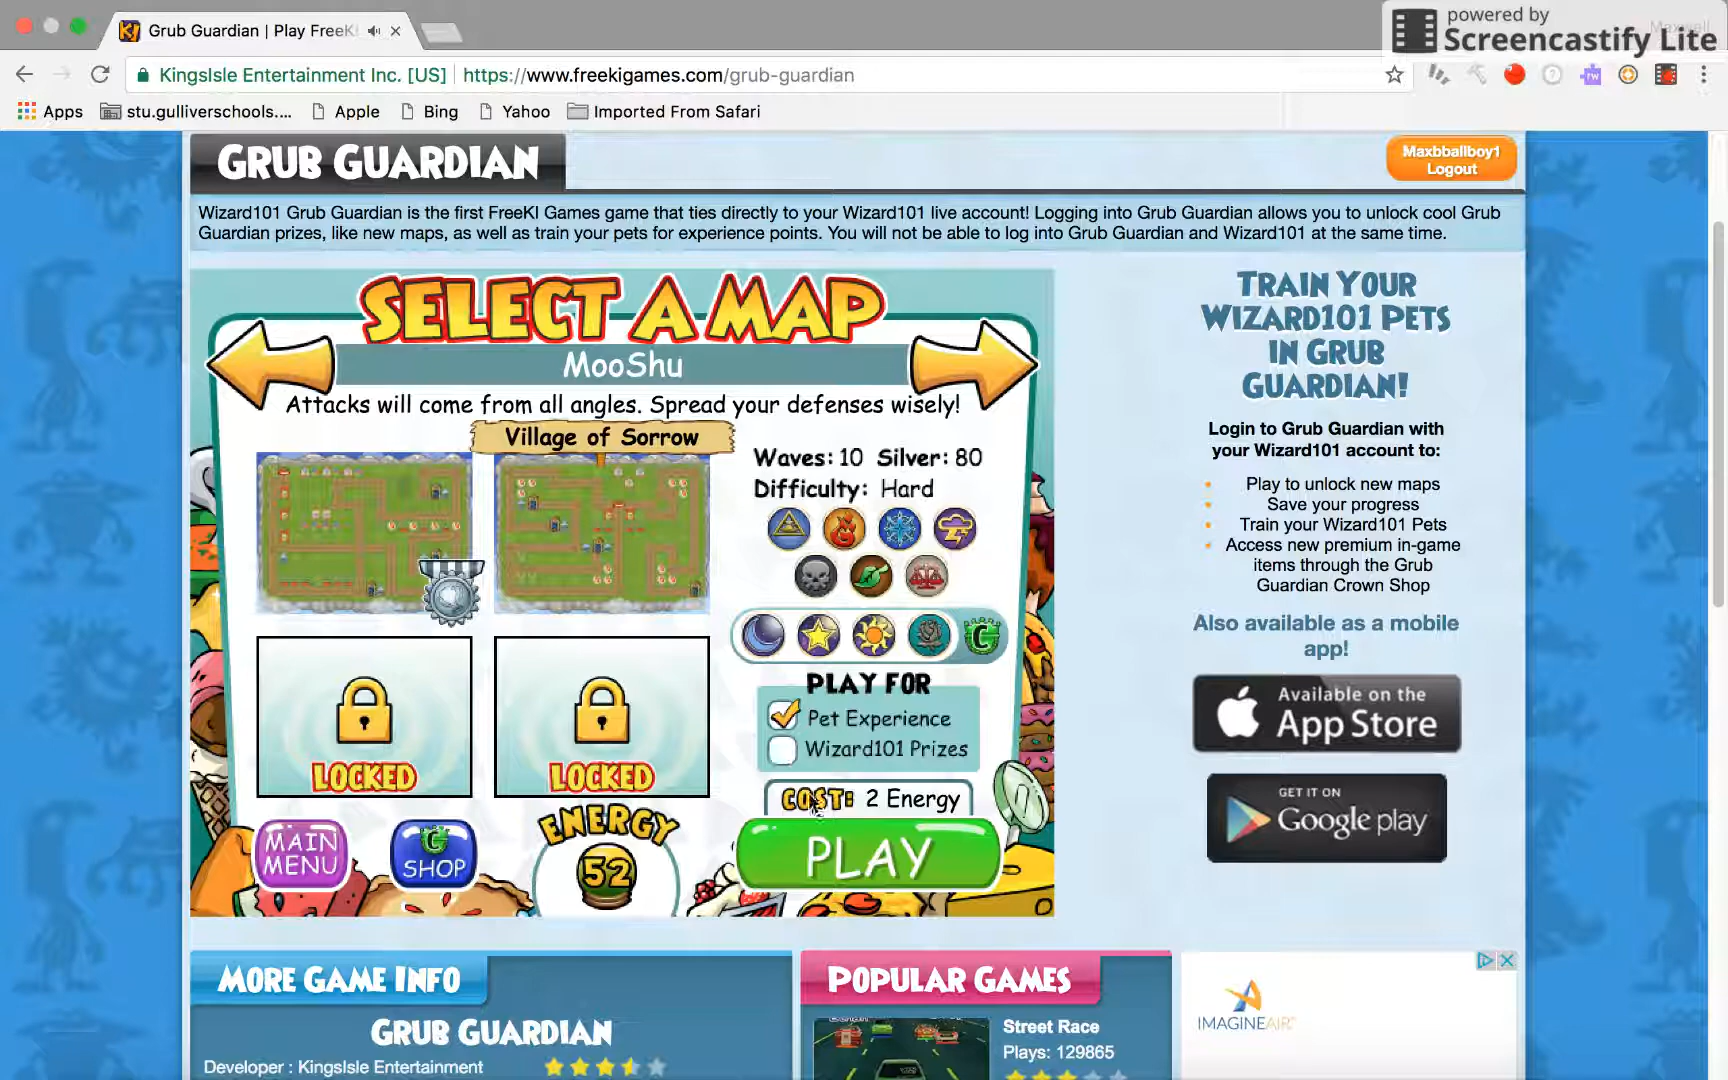 powered by
Screencastify Lite
Maxwell
Grub Guardian | Play FreeKI
KingsIsle Entertainment Inc. [US] https://www.freekigames.com/grub-guardian
Apps stu.gulliverschools.... Apple Bing Yahoo Imported From Safari
GRUB GUARDIAN
Maxbballboy1
Logout
Wizard101 Grub Guardian is the first FreeKI Games game that ties directly to your Wizard101 live account! Logging into Grub Guardian allows you to unlock cool Grub
Guardian prizes, like new maps, as well as train your pets for experience points. You will not be able to log into Grub Guardian and Wizard101 at the same time.
SELECT A MAP
MooShu
Attacks will come from all angles. Spread your defenses wisely!
Village of Sorrow
Waves: 10 Silver: 80
Difficulty: Hard
C
PLAY FOR
Pet Experience
Wizard101 Prizes
LOCKED
LOCKED
COST: 2 Energy
MAIN
MENU
C
SHOP
ENERGY
52
PLAY
TRAIN YOUR
WIZARD101 PETS
IN GRUB
GUARDIAN!
Login to Grub Guardian with
your Wizard101 account to:
Play to unlock new maps
Save your progress
Train your Wizard101 Pets
Access new premium in-game
items through the Grub
Guardian Crown Shop
Also available as a mobile
app!
Available on the
App Store
GET IT ON
Google play
MORE GAME INFO
GRUB GUARDIAN
Developer : KingsIsle Entertainment
POPULAR GAMES
Street Race
Plays: 129865
IMAGINEAIR